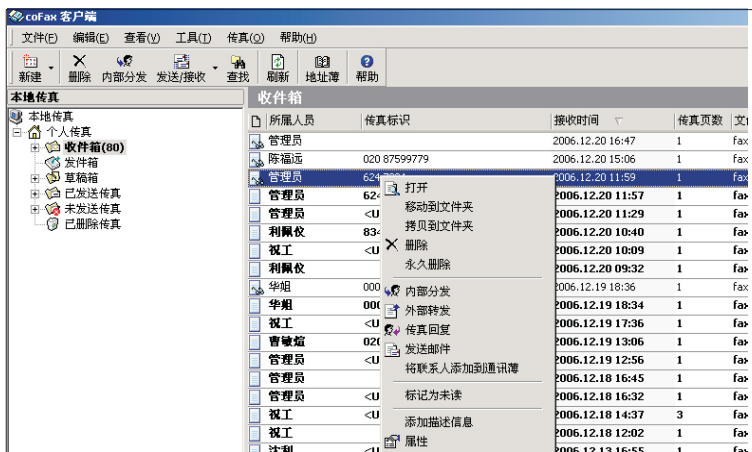 coFax 客户端
文件(F) 编辑(E) 查看(V) 工具(T) 传真(O) 帮助(H)
新建 删除 内部分发 发送/接收 查找 刷新 地址簿 帮助
本地传真 收件箱
本地传真
个人传真
收件箱(80)
发件箱
草稿箱
已发送传真
未发送传真
已删除传真
所属人员 传真标识 接收时间 传真页数
管理员 2006.12.20 16:47 1 fax
陈福远 020 87599779 2006.12.20 15:06 1 fax
管理员 2006.12.20 11:59 1 fax
管理员 2006.12.20 11:57 1 fax
管理员 <U 2006.12.20 11:29 1 fax
利佩仪 834 2006.12.20 10:40 1 fax
祝工 <U 2006.12.20 10:09 1 fax
利佩仪 2006.12.20 09:32 1 fax
华姐 000 2006.12.19 18:36 1 fax
华姐 000 2006.12.19 18:34 1 fax
祝工 <U 2006.12.19 17:36 1 fax
曹敏煊 020 2006.12.19 13:06 1 fax
管理员 <U 2006.12.19 12:56 1 fax
管理员 2006.12.18 16:45 1 fax
管理员 <U 2006.12.18 16:32 1 fax
祝工 <U 2006.12.18 14:37 3 fax
祝工 2006.12.18 12:02 1 fax
沈利 <U 2006.12.13 16:55 1 fax
打开
移动到文件夹
拷贝到文件夹
删除
永久删除
内部分发
外部转发
传真回复
发送邮件
将联系人添加到通讯薄
标记为未读
添加描述信息
属性